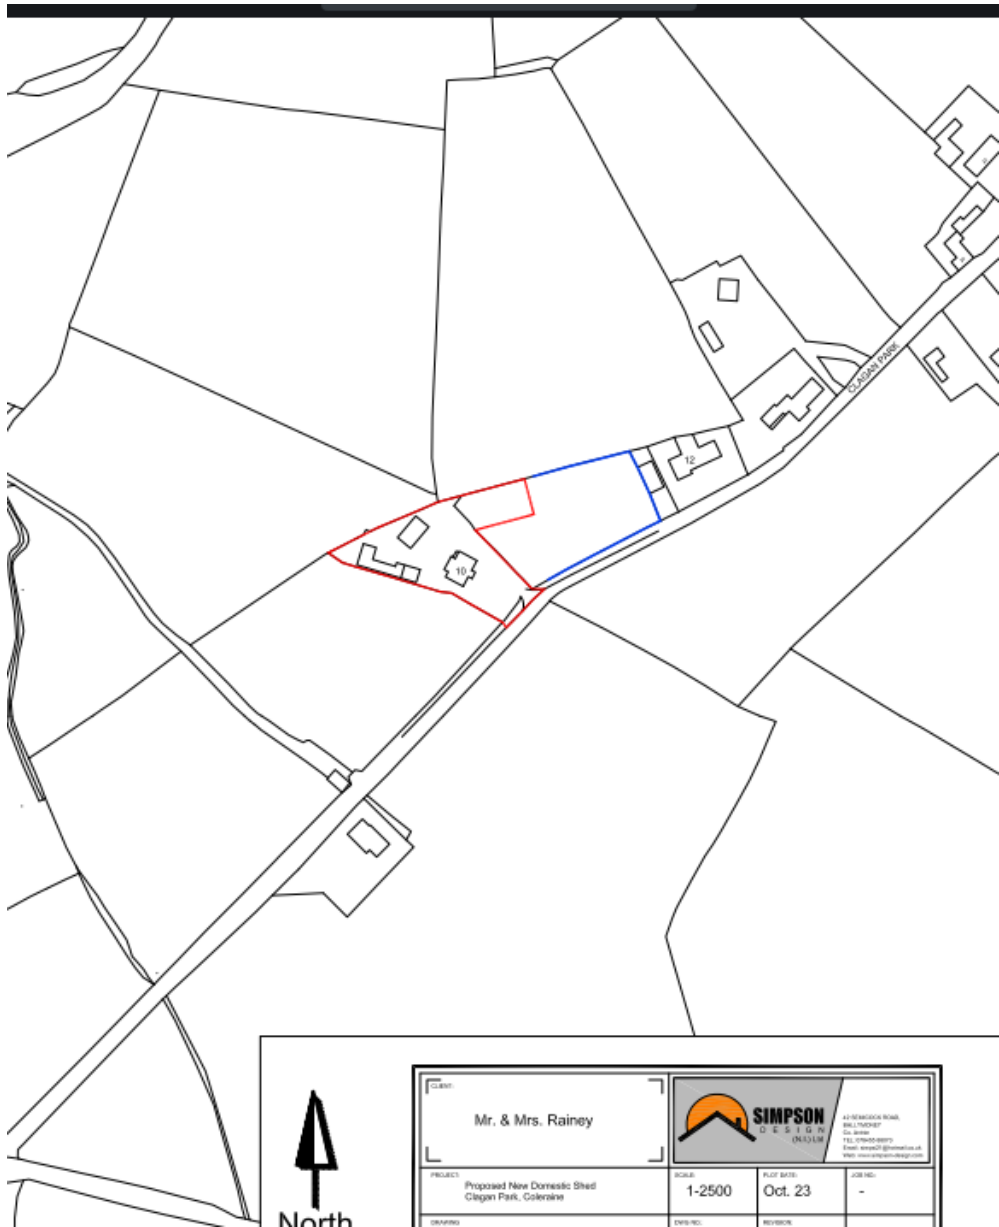 CLAGAN PARK
12
10
CLIENT:
Mr. & Mrs. Rainey
SIMPSON
DESIGN
(N.I.) Ltd
PROJECT:
Proposed New Domestic Shed
Clagan Park, Coleraine
SCALE:
1-2500
PLOT DATE:
Oct. 23
JOB NO.:
-
North
DRAWING
DWG NO.:
REVISION: